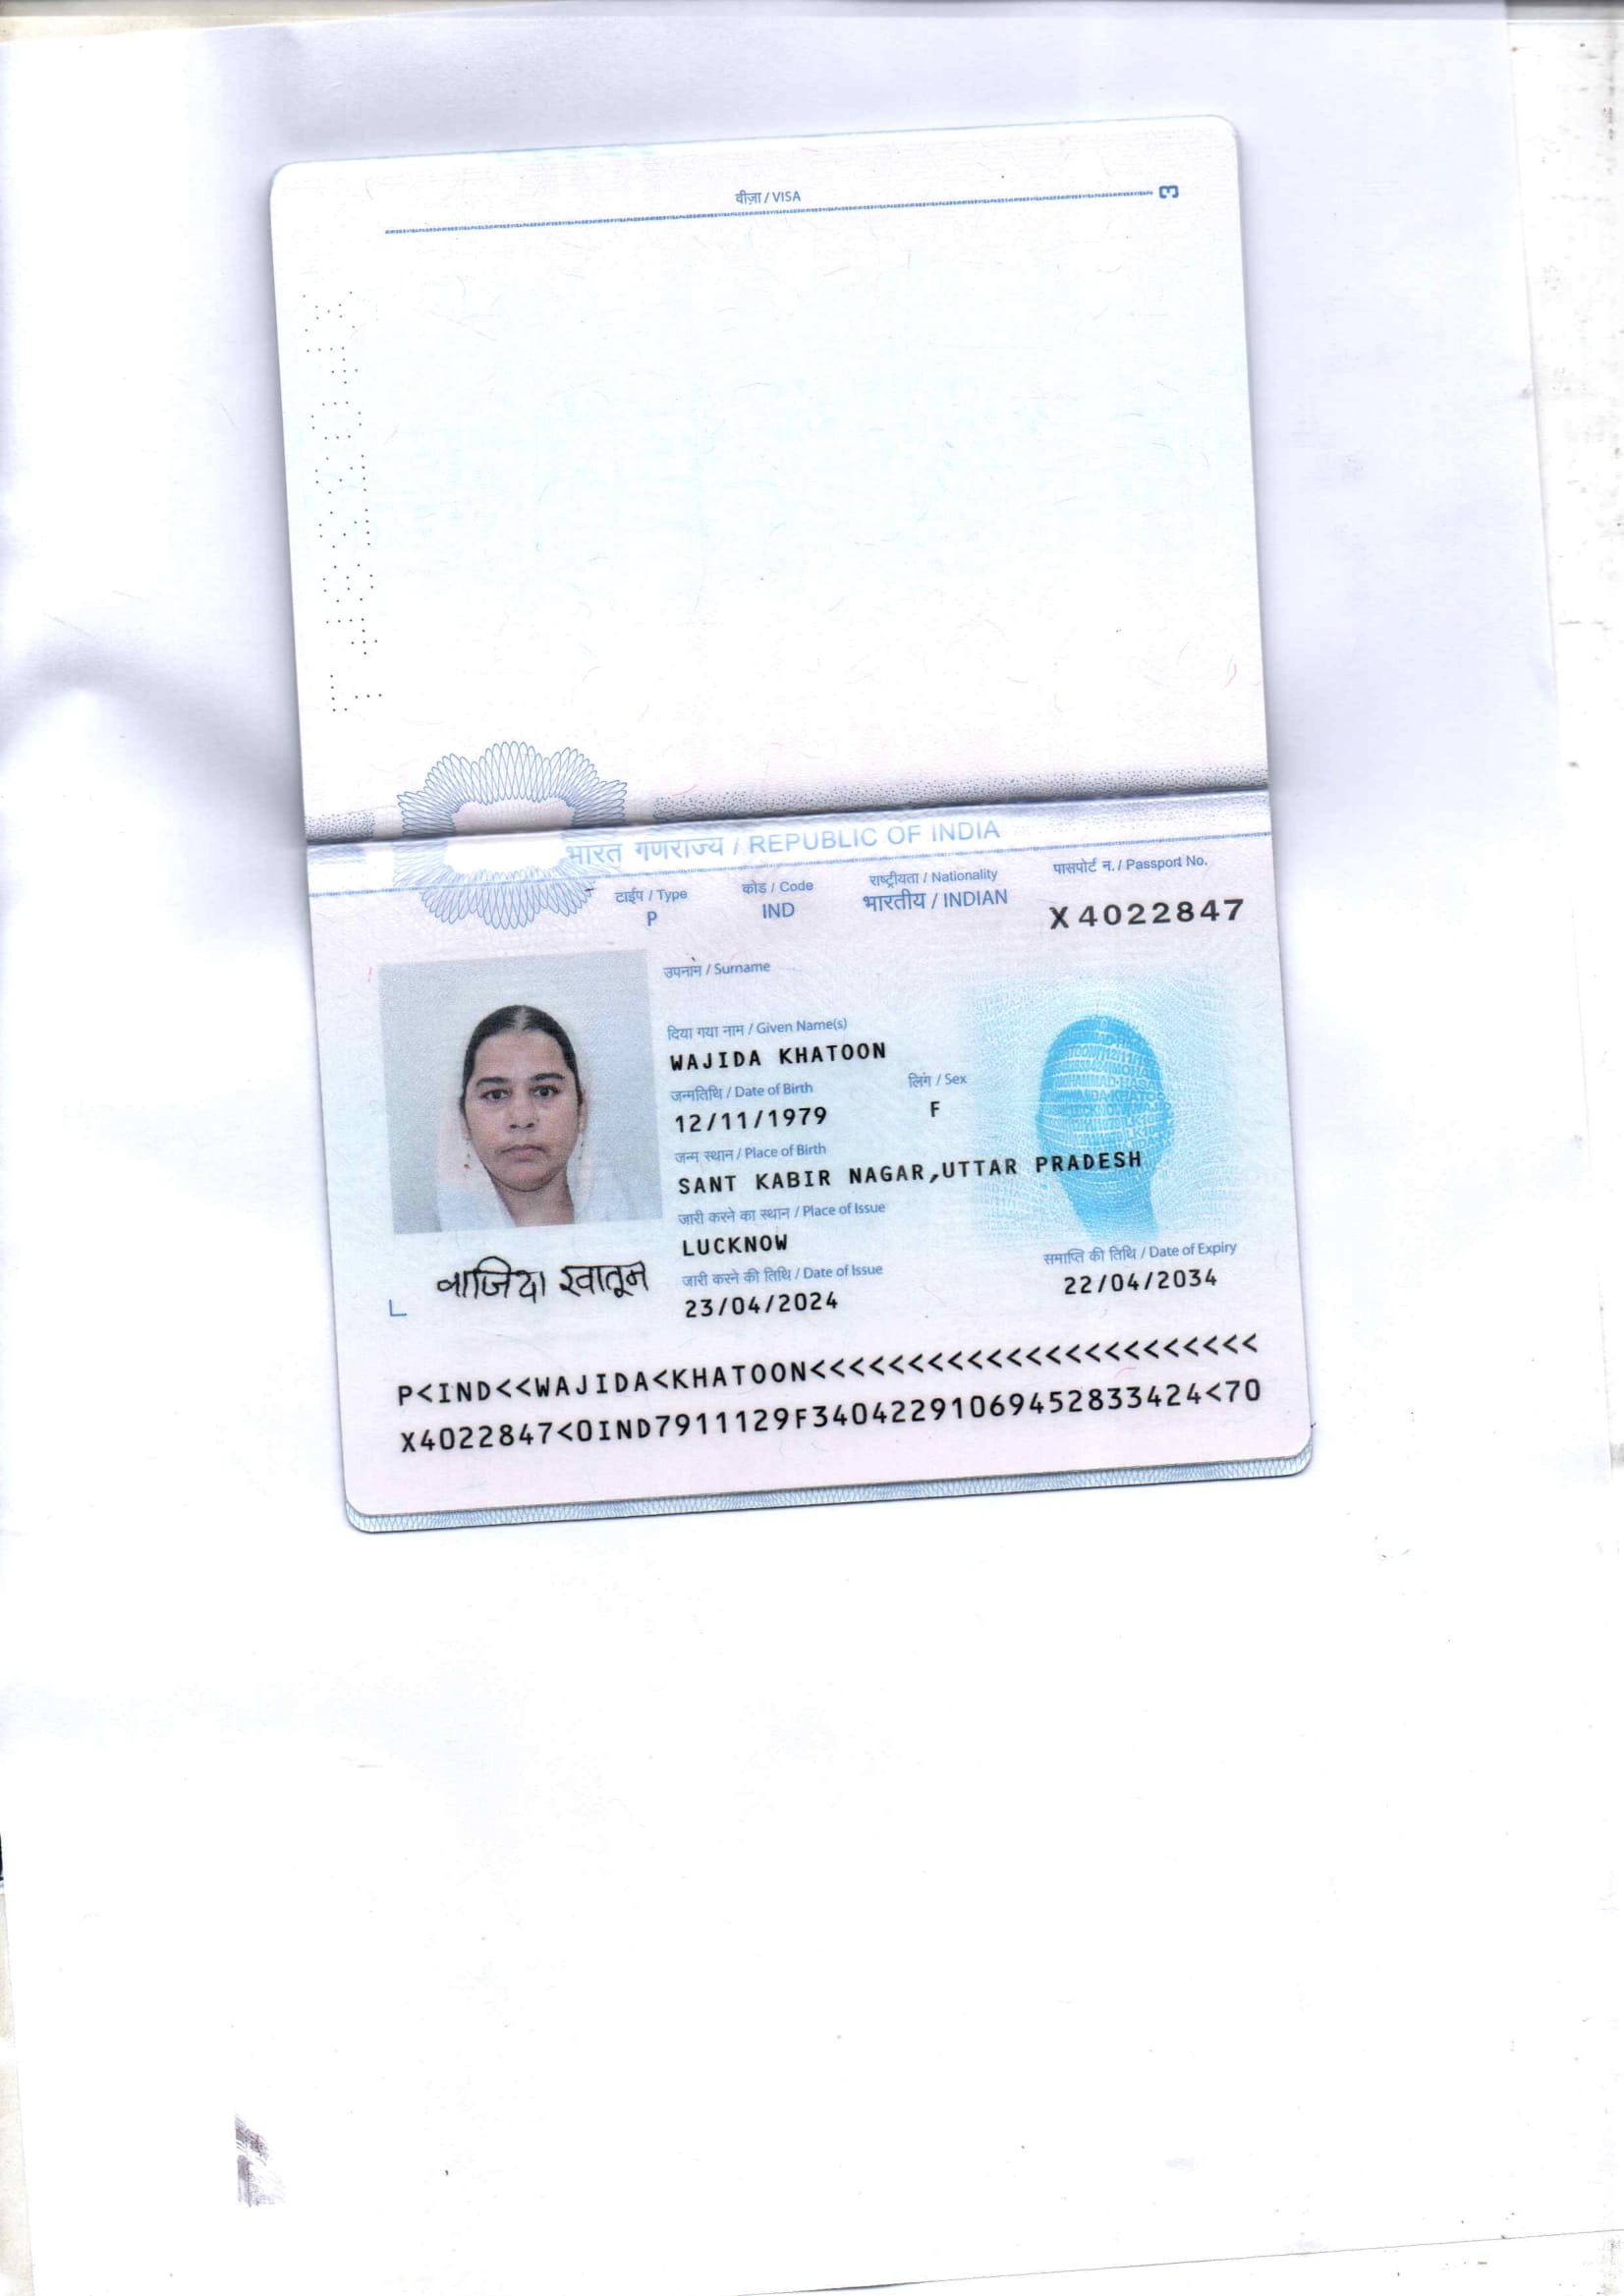 वीज़ा / VISA
3
भारत गणराज्य / REPUBLIC OF INDIA
टाईप / Type कोड / Code राष्ट्रीयता / Nationality पासपोर्ट न. / Passport No.
P IND भारतीय / INDIAN X4022847
उपनाम / Surname
दिया गया नाम / Given Name(s)
WAJIDA KHATOON
जन्मतिथि / Date of Birth लिंग / Sex
12/11/1979 F
जन्म स्थान / Place of Birth
SANT KABIR NAGAR,UTTAR PRADESH
जारी करने का स्थान / Place of Issue
LUCKNOW
जारी करने की तिथि / Date of Issue समाप्ति की तिथि / Date of Expiry
23/04/2024 22/04/2034
वाजिदा खातून
P<IND<<WAJIDA<KHATOON<<<<<<<<<<<<<<<<<<<<<<<
X4022847<0IND7911129F34042291069452833424<70